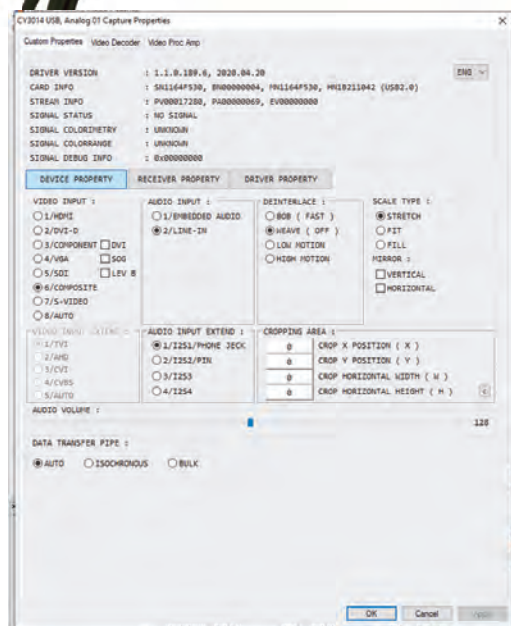 CY3014 USB, Analog 01 Capture Properties
Custom Properties Video Decoder Video Proc Amp
DRIVER VERSION : 1.1.0.189.6, 2020.04.20 ENG
CARD INFO : SN1164F530, BN00000004, FN1164F530, HN18211042 (USB2.0)
STREAM INFO : PV00017280, PA00000069, EV00000000
SIGNAL STATUS : NO SIGNAL
SIGNAL COLORIMETRY : UNKNOWN
SIGNAL COLORRANGE : UNKNOWN
SIGNAL DEBUG INFO : 0x00000000
DEVICE PROPERTY RECEIVER PROPERTY DRIVER PROPERTY
VIDEO INPUT : AUDIO INPUT : DEINTERLACE : SCALE TYPE :
1/HDMI 1/EMBEDDED AUDIO BOB ( FAST ) STRETCH
2/DVI-D 2/LINE-IN WEAVE ( OFF ) FIT
3/COMPONENT DVI LOW MOTION FILL
4/VGA SOG HIGH MOTION MIRROR :
5/SDI LEV B VERTICAL
6/COMPOSITE HORIZONTAL
7/S-VIDEO
8/AUTO
VIDEO INPUT EXTEND : AUDIO INPUT EXTEND : CROPPING AREA :
1/TVI 1/I2S1/PHONE JECK 0 CROP X POSITION ( X )
2/AHD 2/I2S2/PIN 0 CROP Y POSITION ( Y )
3/CVI 3/I2S3 0 CROP HORIZONTAL WIDTH ( W )
4/CVBS 4/I2S4 0 CROP HORIZONTAL HEIGHT ( H )
5/AUTO
AUDIO VOLUME :
128
DATA TRANSFER PIPE :
AUTO ISOCHRONOUS BULK
OK Cancel Apply